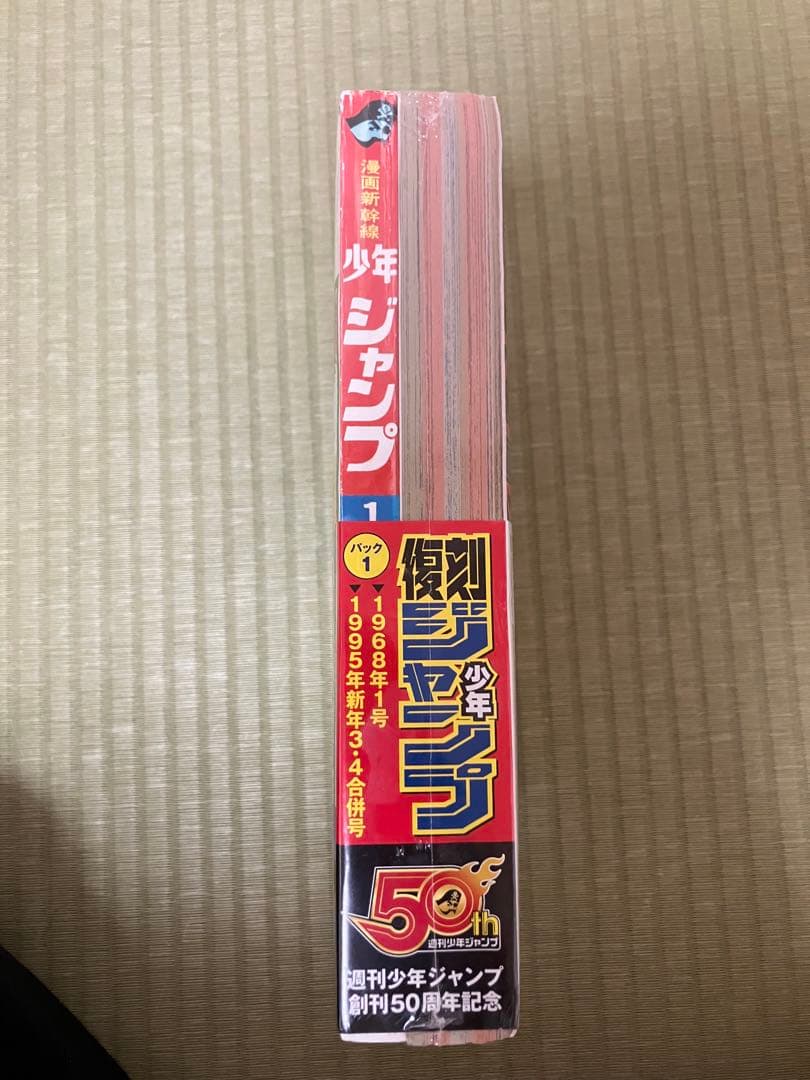 漫画新幹線
少年
ジャンプ
1
パック
1
復刻
少年
ジャンプ
▼1968年1号
▼1995年新年3・4合併号
50th
週刊少年ジャンプ
週刊少年ジャンプ
創刊50周年記念